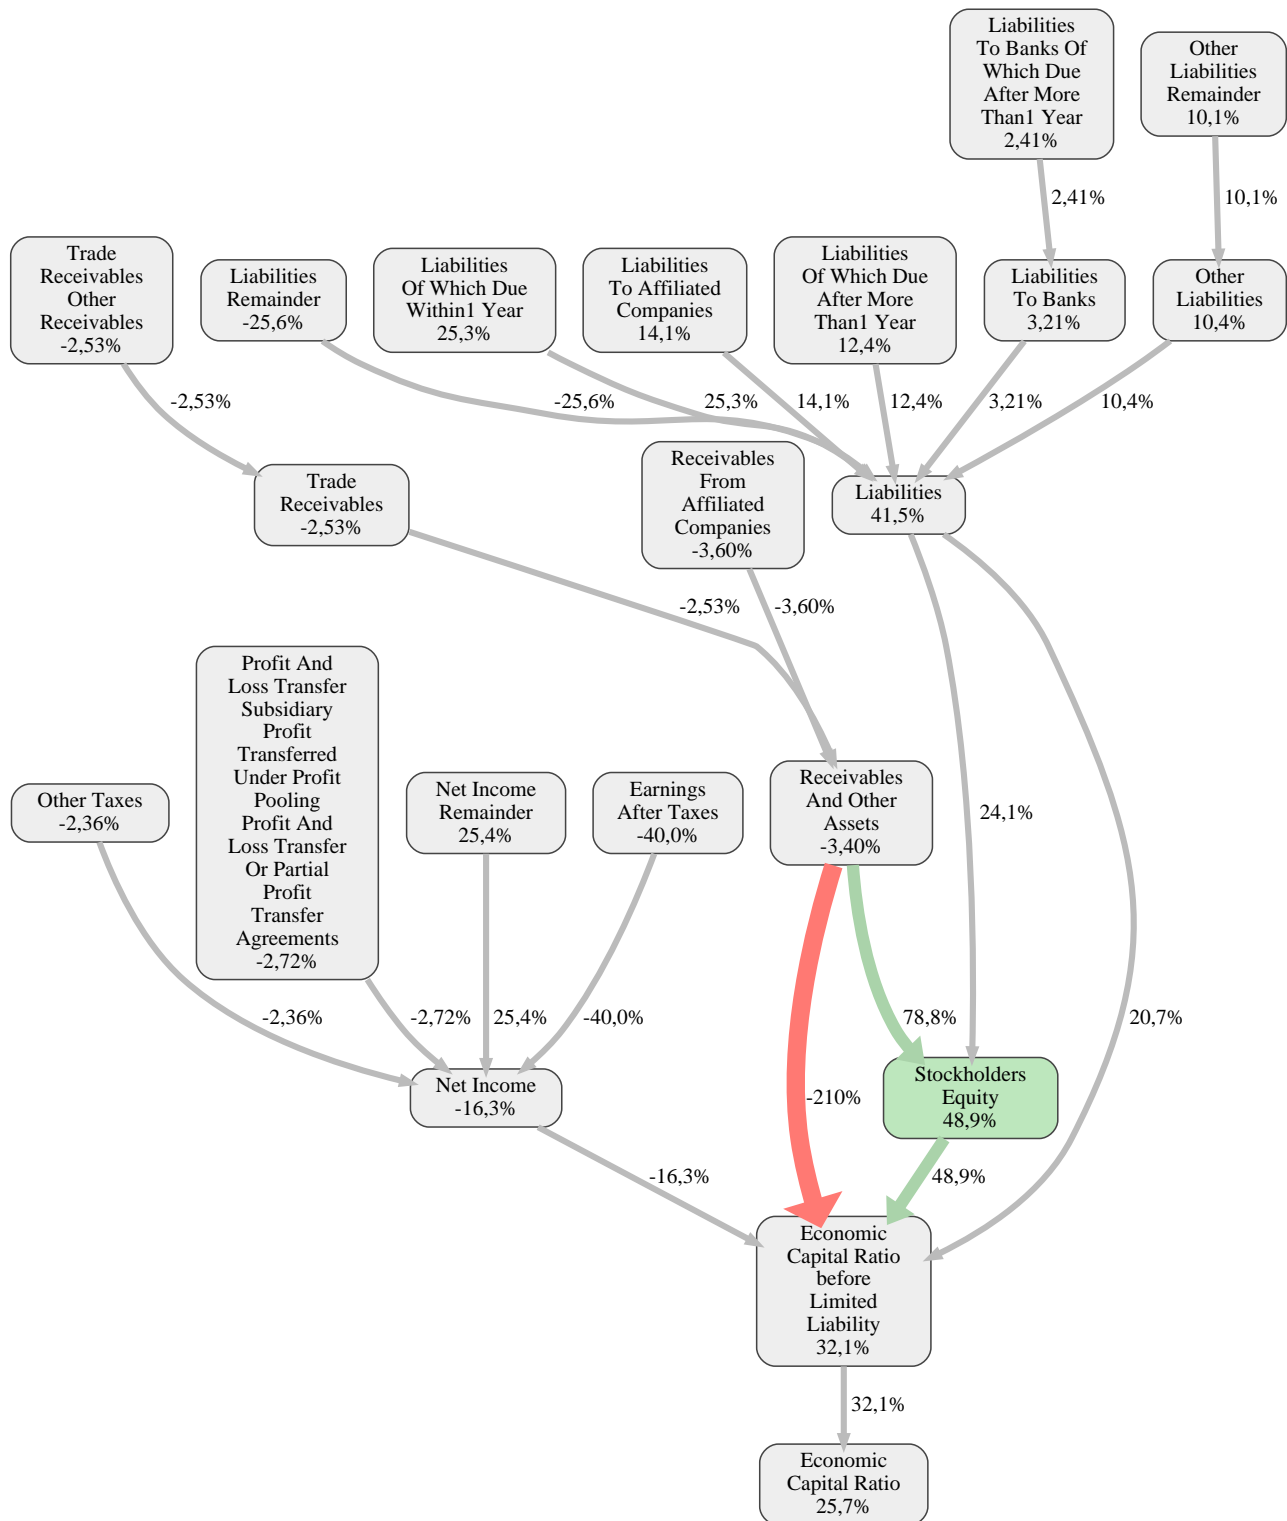 Liabilities
To Banks Of
Which Due
After More
Than1 Year
2,41%
Other
Liabilities
Remainder
10,1%
2,41%
10,1%
Trade
Receivables
Other
Receivables
-2,53%
Liabilities
Remainder
-25,6%
Liabilities
Of Which Due
Within1 Year
25,3%
Liabilities
To Affiliated
Companies
14,1%
Liabilities
Of Which Due
After More
Than1 Year
12,4%
Liabilities
To Banks
3,21%
Other
Liabilities
10,4%
-2,53%
-25,6%
25,3%
14,1%
12,4%
3,21%
10,4%
Trade
Receivables
-2,53%
Receivables
From
Affiliated
Companies
-3,60%
Liabilities
41,5%
-2,53%
-3,60%
Other Taxes
-2,36%
Profit And
Loss Transfer
Subsidiary
Profit
Transferred
Under Profit
Pooling
Profit And
Loss Transfer
Or Partial
Profit
Transfer
Agreements
-2,72%
Net Income
Remainder
25,4%
Earnings
After Taxes
-40,0%
Receivables
And Other
Assets
-3,40%
24,1%
-2,36%
-2,72%
25,4%
-40,0%
78,8%
20,7%
Net Income
-16,3%
-210%
Stockholders
Equity
48,9%
-16,3%
48,9%
Economic
Capital Ratio
before
Limited
Liability
32,1%
32,1%
Economic
Capital Ratio
25,7%